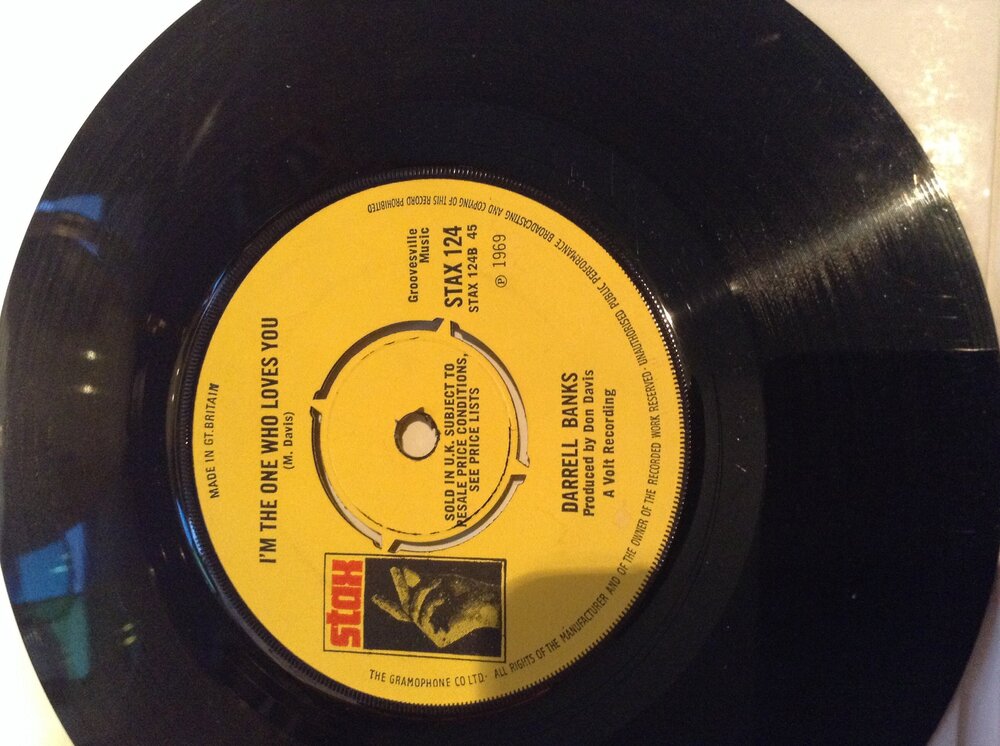 MADE IN GT.BRITAIN
I'M THE ONE WHO LOVES YOU
(M. Davis)
stax
Groovesville
Music
STAX 124
STAX 124B 45
℗ 1969
SOLD IN U.K. SUBJECT TO
RESALE PRICE CONDITIONS,
SEE PRICE LISTS
DARRELL BANKS
Produced by Don Davis
A Volt Recording
THE GRAMOPHONE CO LTD· ALL RIGHTS OF THE MANUFACTURER AND OF THE OWNER OF THE RECORDED WORK RESERVED· UNAUTHORISED PUBLIC PERFORMANCE BROADCASTING AND COPYING OF THIS RECORD PROHIBITED